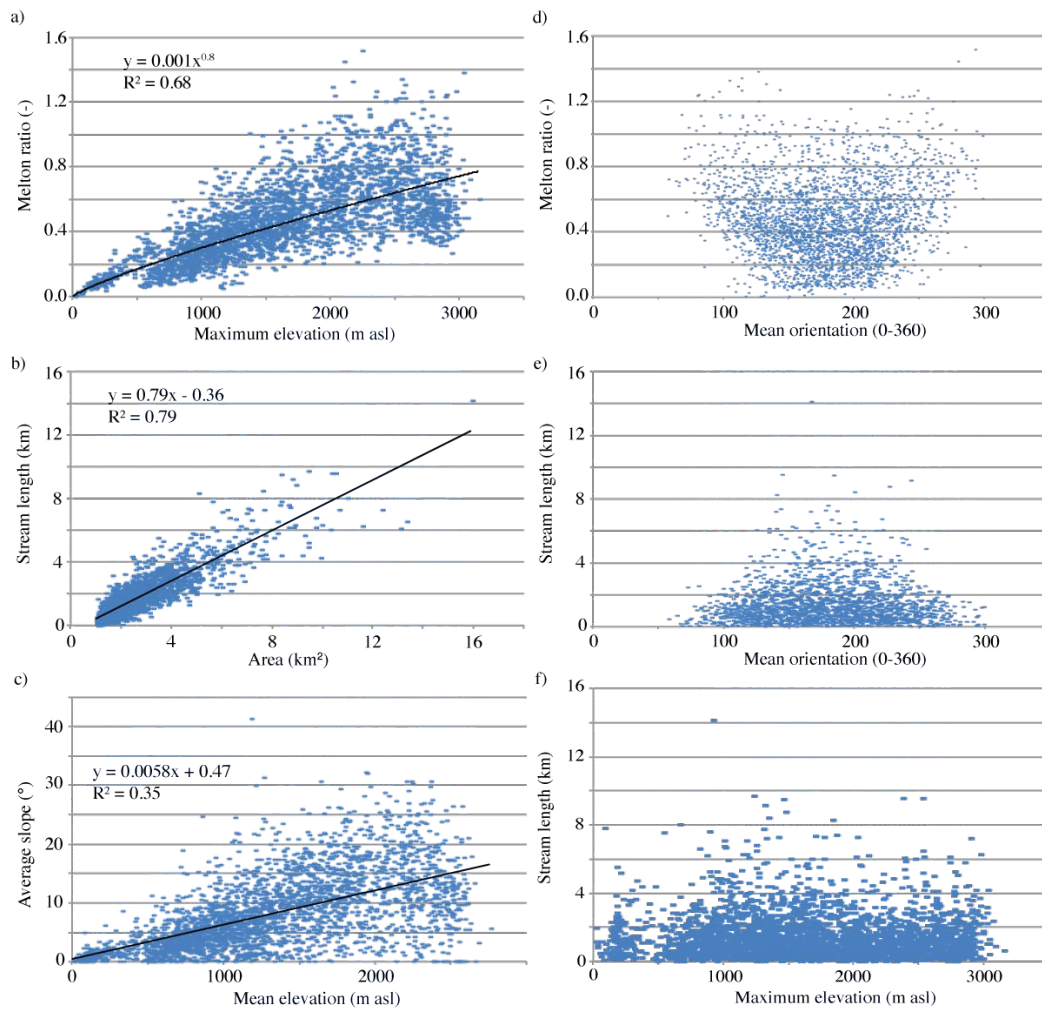 a)
1.6
1.2
0.8
0.4
0.0
Melton ratio (-)
y = 0.001x^0.8
R² = 0.68
1000
2000
3000
Maximum elevation (m asl)
b)
16
12
8
4
0
Stream length (km)
y = 0.79x - 0.36
R² = 0.79
0
4
8
12
16
Area (km²)
c)
40
30
20
10
0
Average slope (°)
y = 0.0058x + 0.47
R² = 0.35
0
1000
2000
Mean elevation (m asl)
d)
1.6
1.2
0.8
0.4
0.0
Melton ratio (-)
0
100
200
300
Mean orientation (0-360)
e)
16
12
8
4
0
Stream length (km)
0
100
200
300
Mean orientation (0-360)
f)
16
12
8
4
0
Stream length (km)
0
1000
2000
3000
Maximum elevation (m asl)